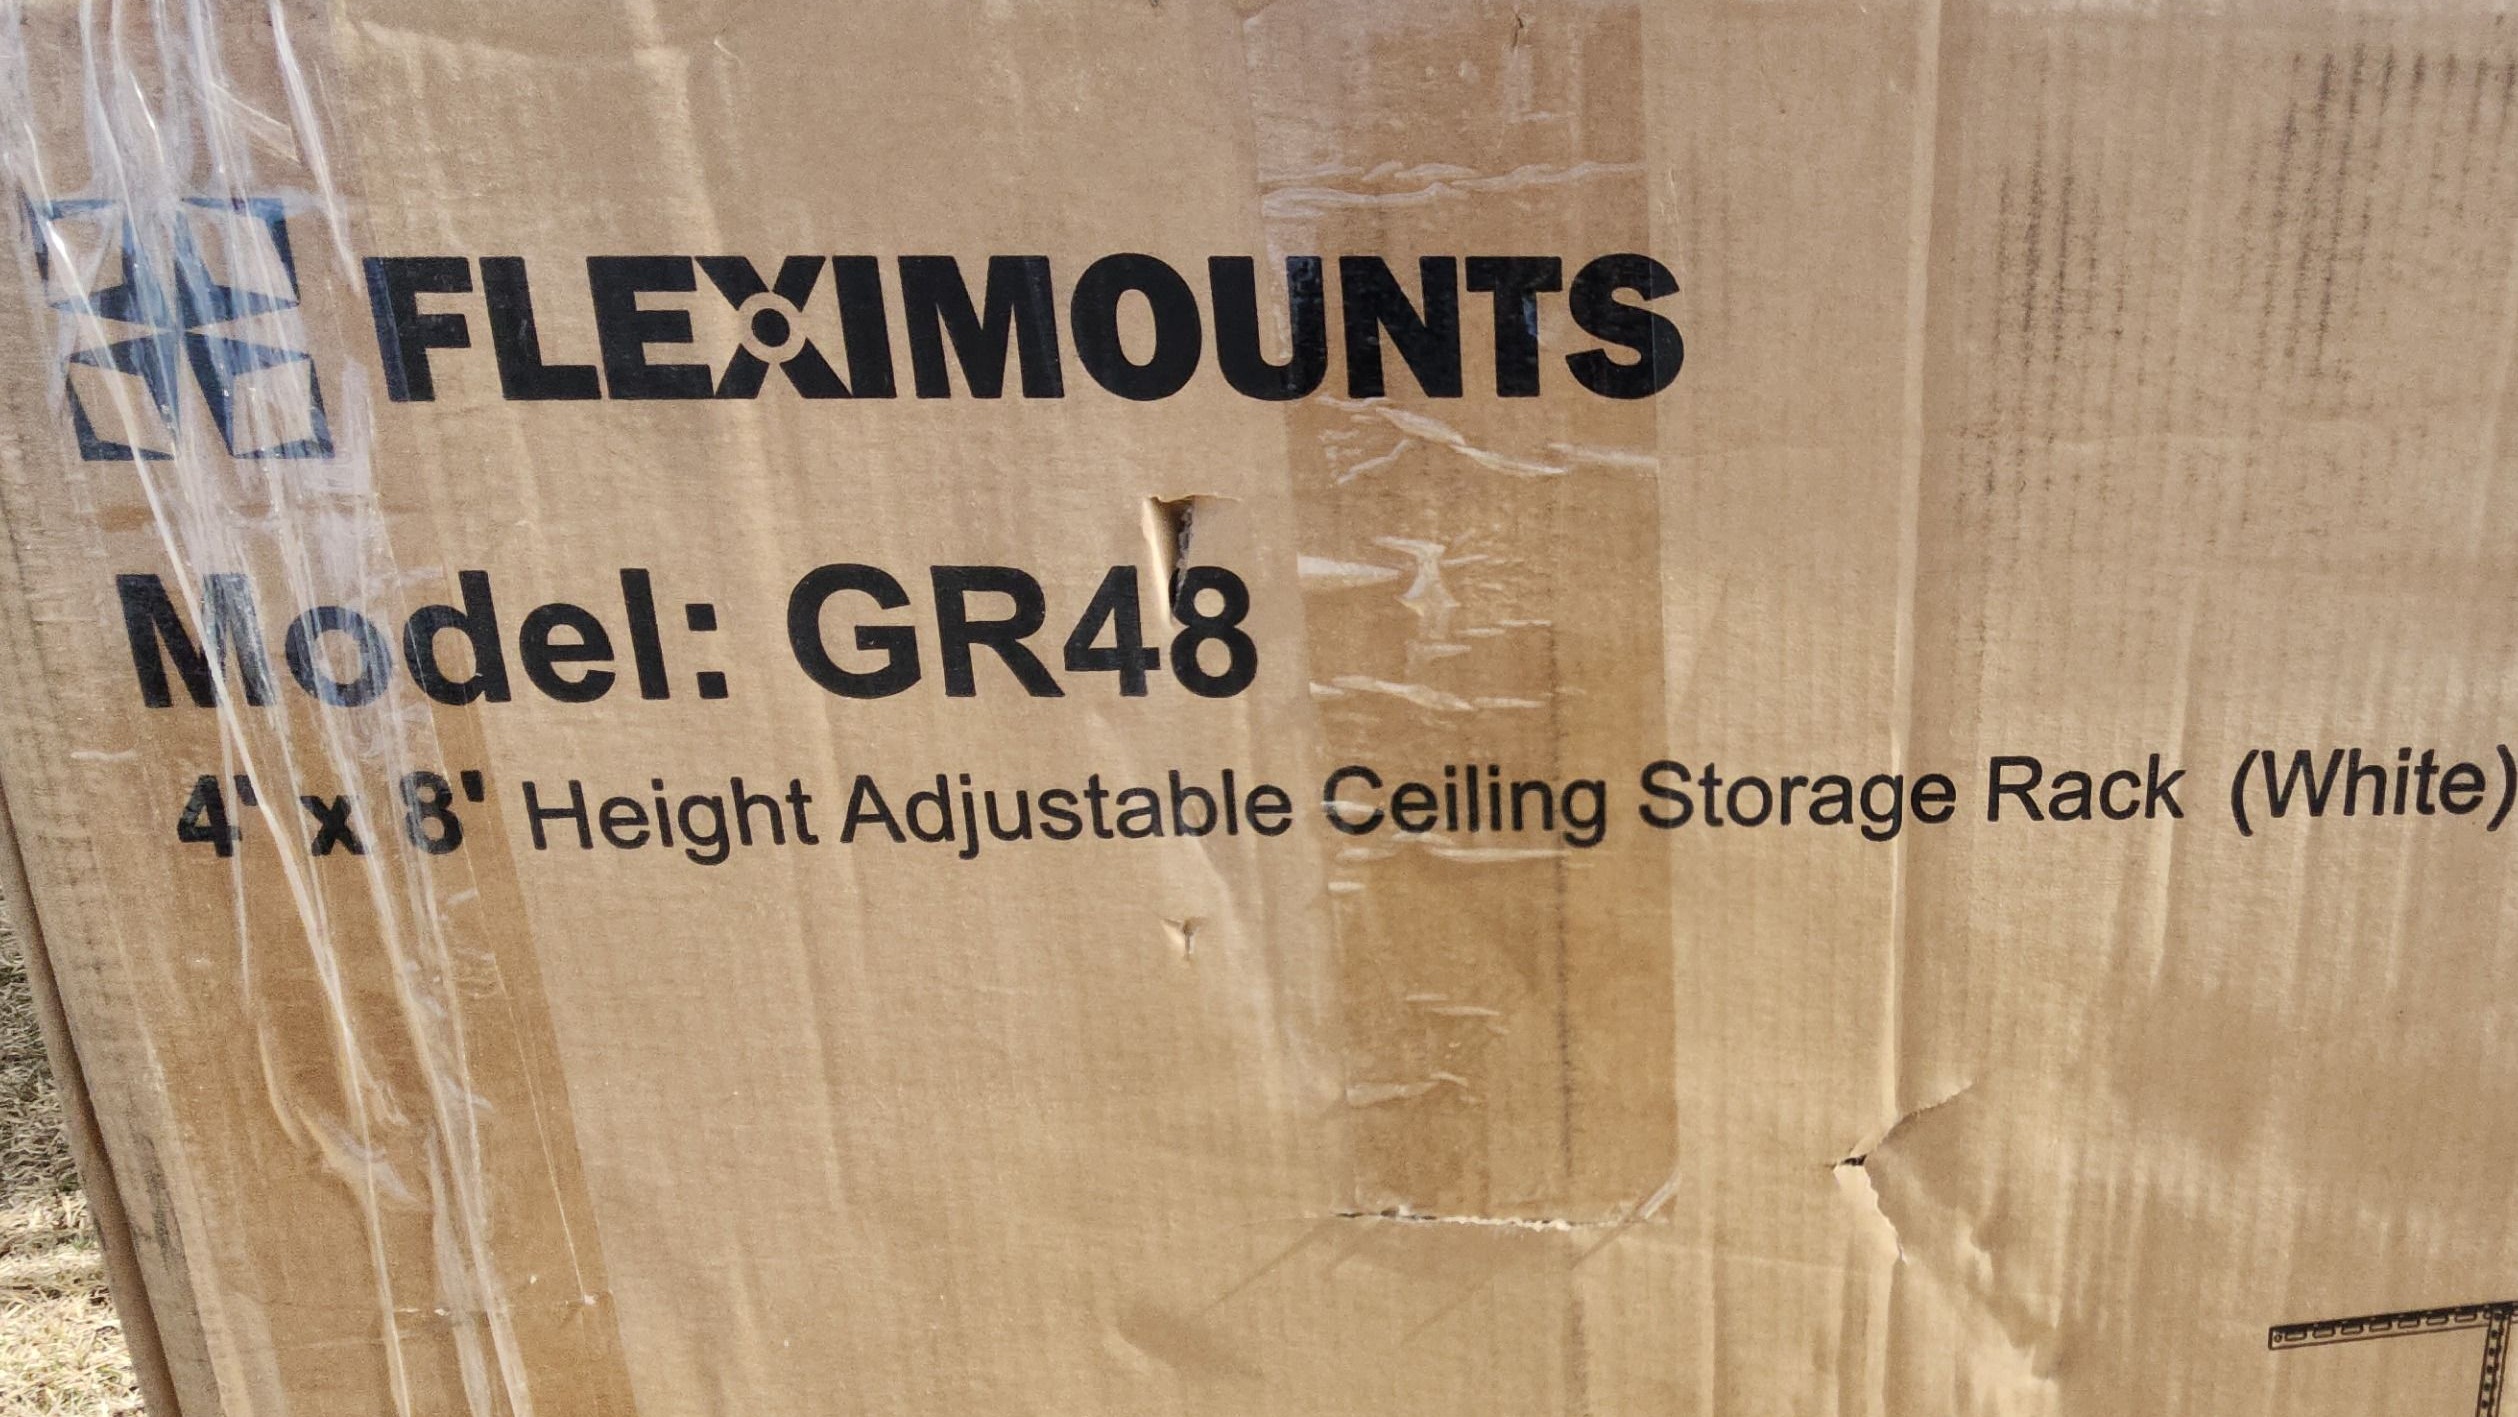 FLEXIMOUNTS
Model: GR48
4' x 8' Height Adjustable Ceiling Storage Rack (White)